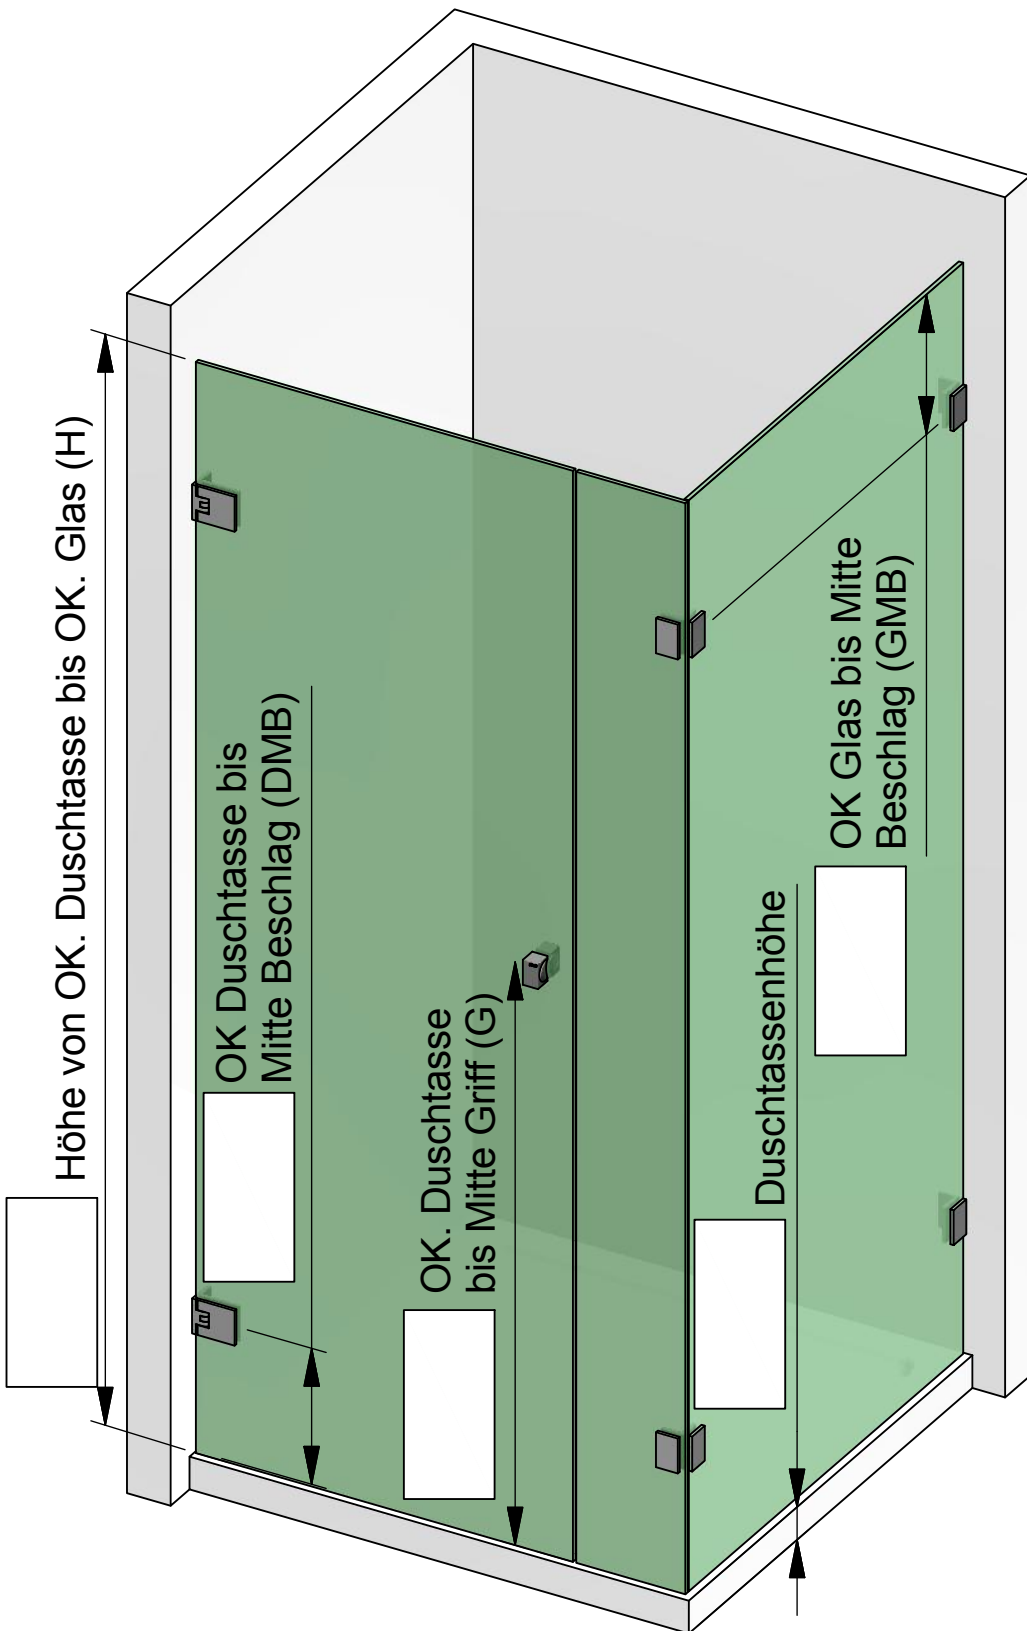 Höhe von OK. Duschtasse bis OK. Glas (H)
OK Duschtasse bis
Mitte Beschlag (DMB)
OK. Duschtasse
bis Mitte Griff (G)
Duschtassenhöhe
OK Glas bis Mitte
Beschlag (GMB)